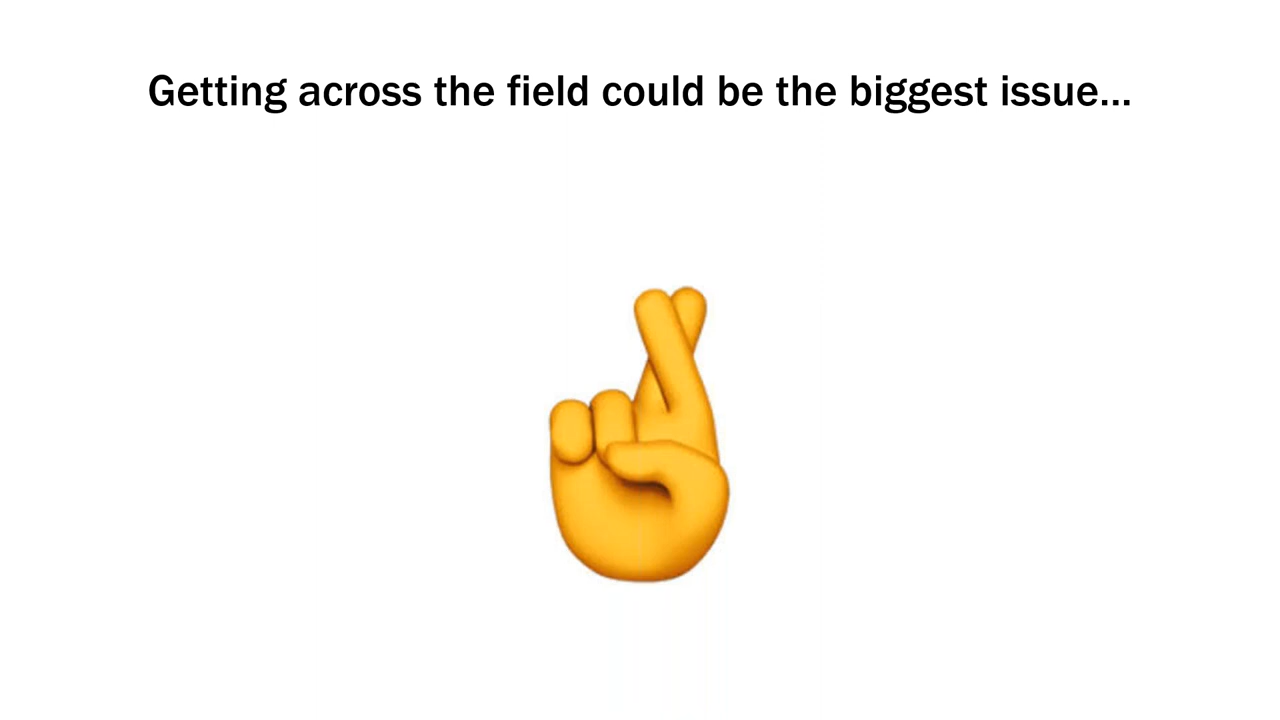 Getting across the field could be the biggest issue...